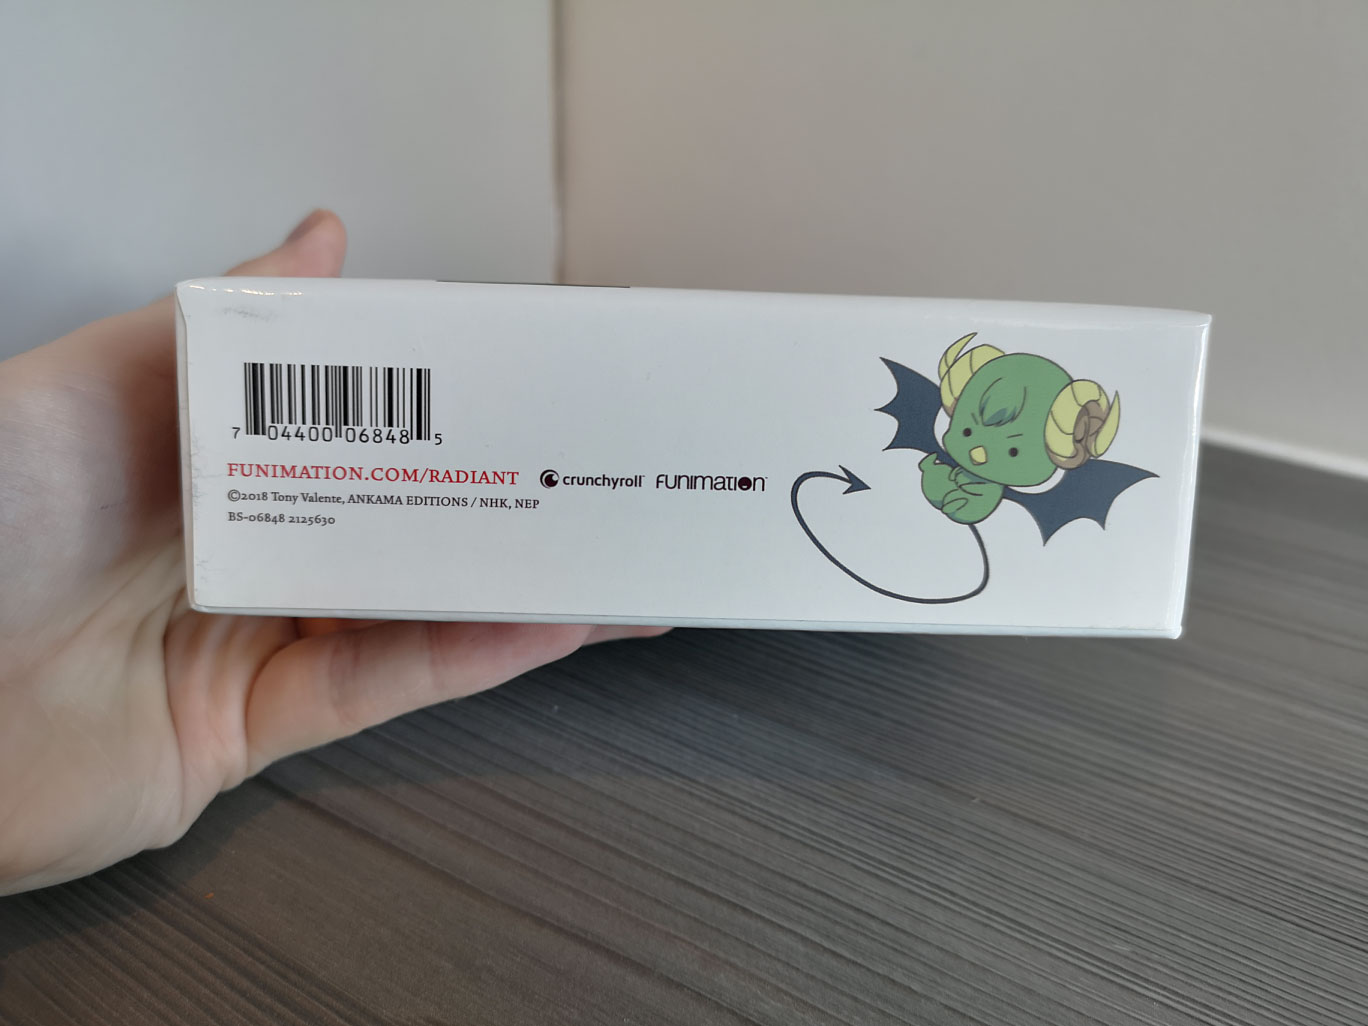 7 04400 06848 5
FUNIMATION.COM/RADIANT crunchyroll FUNIMATION
©2018 Tony Valente, ANKAMA EDITIONS / NHK, NEP
BS-06848 2125630